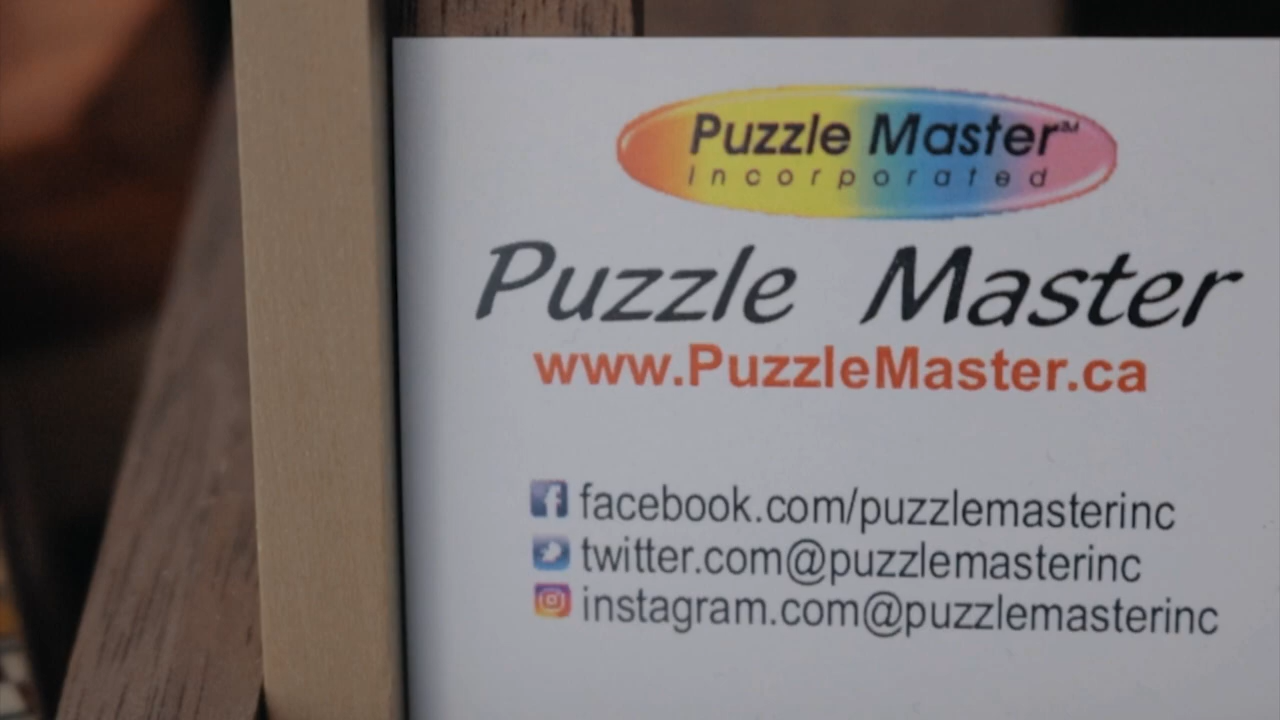 Puzzle Master™
Incorporated
Puzzle Master
www.PuzzleMaster.ca
facebook.com/puzzlemasterinc
twitter.com@puzzlemasterinc
instagram.com@puzzlemasterinc